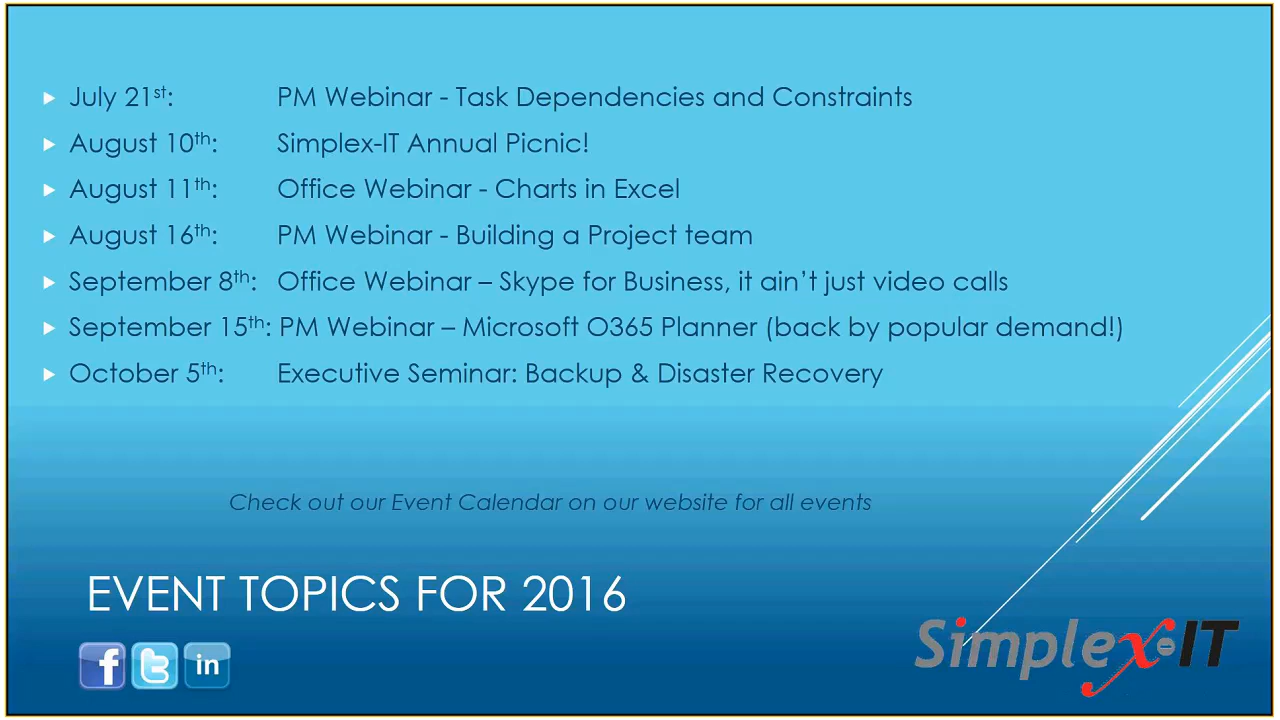 July 21st: PM Webinar - Task Dependencies and Constraints
August 10th: Simplex-IT Annual Picnic!
August 11th: Office Webinar - Charts in Excel
August 16th: PM Webinar - Building a Project team
September 8th: Office Webinar – Skype for Business, it ain’t just video calls
September 15th: PM Webinar – Microsoft O365 Planner (back by popular demand!)
October 5th: Executive Seminar: Backup & Disaster Recovery
Check out our Event Calendar on our website for all events
EVENT TOPICS FOR 2016
f t in
Simplex-IT